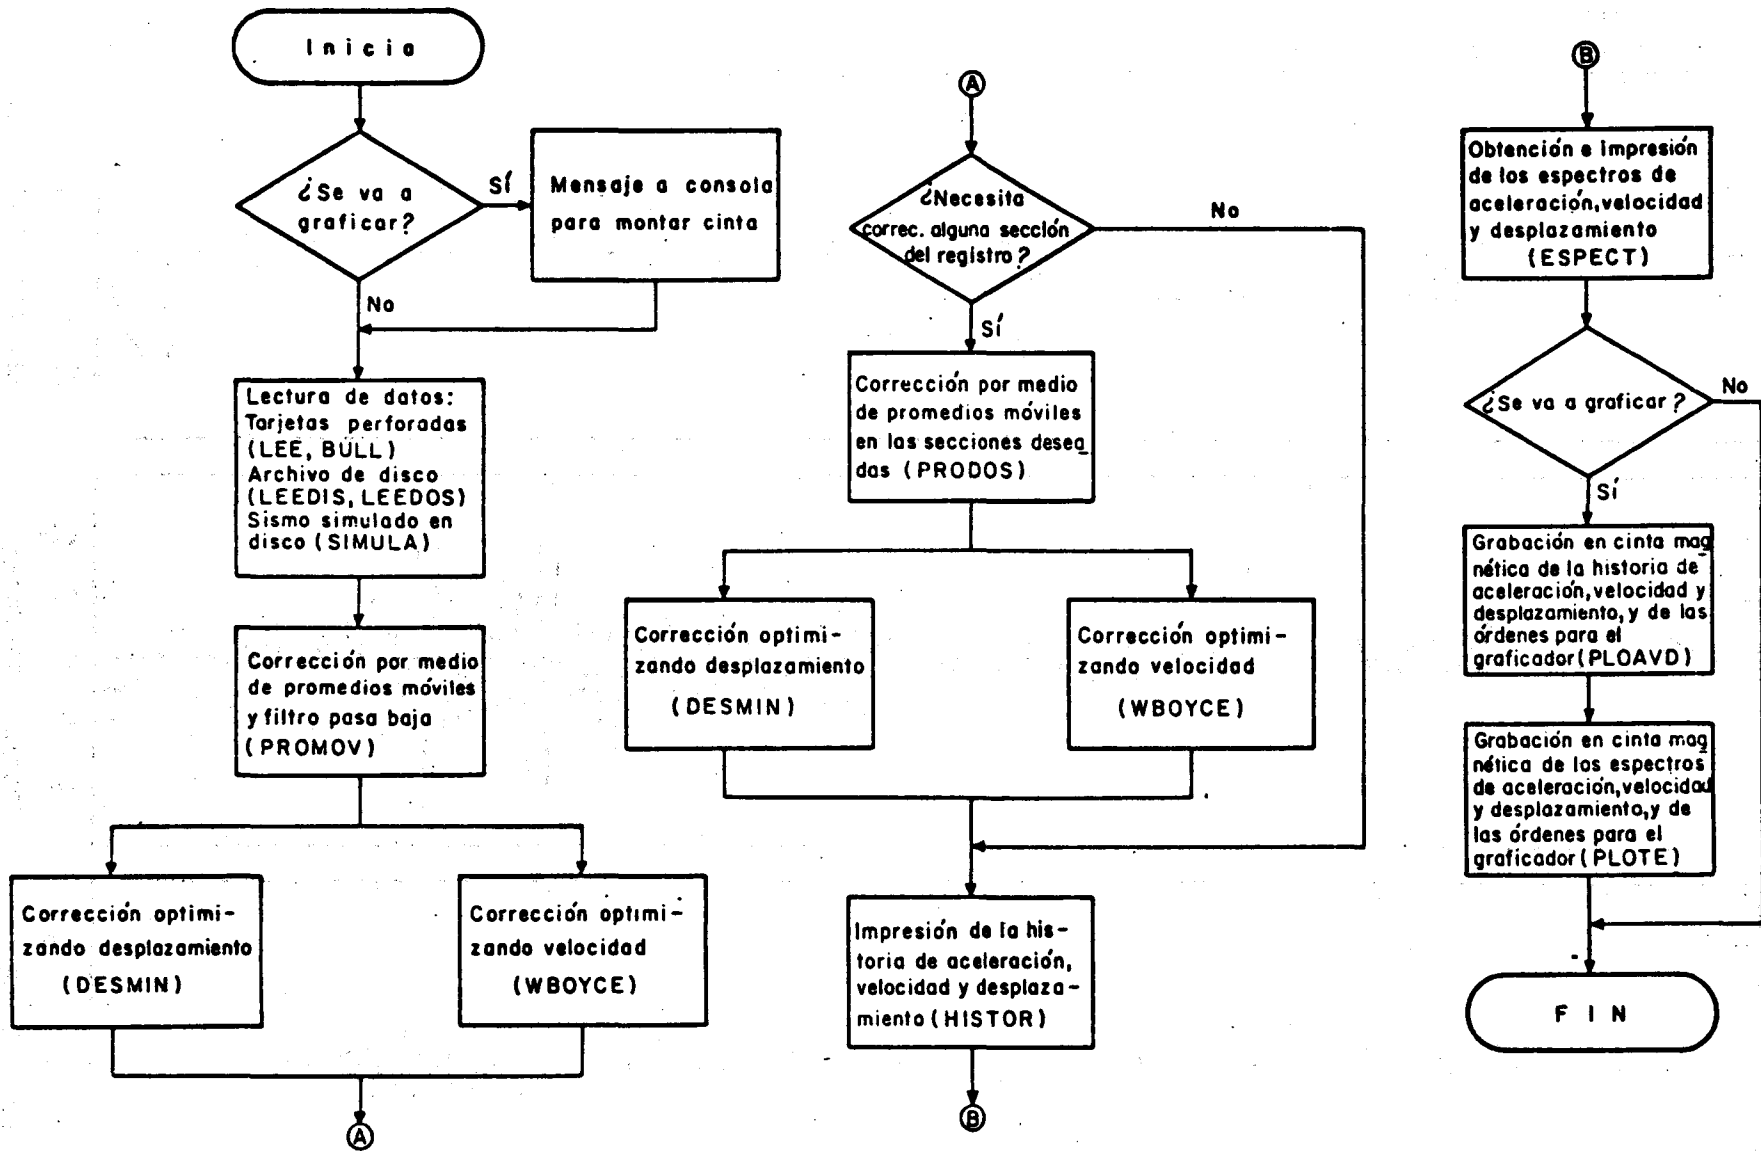 Inicia
¿Se va a
graficar?
Sí
Mensaje a consola
para montar cinta
No
Lectura de datos:
Tarjetas perforadas
(LEE, BULL)
Archivo de disco
(LEEDIS, LEEDOS)
Sismo simulado en
disco (SIMULA)
Corrección por medio
de promedios móviles
y filtro pasa baja
(PROMOV)
Corrección optimi-
zando desplazamiento
(DESMIN)
Corrección optimi-
zando velocidad
(WBOYCE)
A
A
¿Necesita
correc. alguna sección
del registro?
No
Sí
Corrección por medio
de promedios móviles
en las secciones desea
das (PRODOS)
Corrección optimi-
zando desplazamiento
(DESMIN)
Corrección optimi-
zando velocidad
(WBOYCE)
Impresión de la his-
toria de aceleración,
velocidad y desplaza-
miento (HISTOR)
B
B
Obtención e impresión
de los espectros de
aceleración, velocidad
y desplazamiento
(ESPECT)
¿Se va a graficar?
No
Sí
Grabación en cinta mag
nética de la historia de
aceleración, velocidad y
desplazamiento, y de las
órdenes para el
graficador (PLOAVD)
Grabación en cinta mag
nética de los espectros
de aceleración, velocidad
y desplazamiento, y de
las órdenes para el
graficador (PLOTE)
FIN